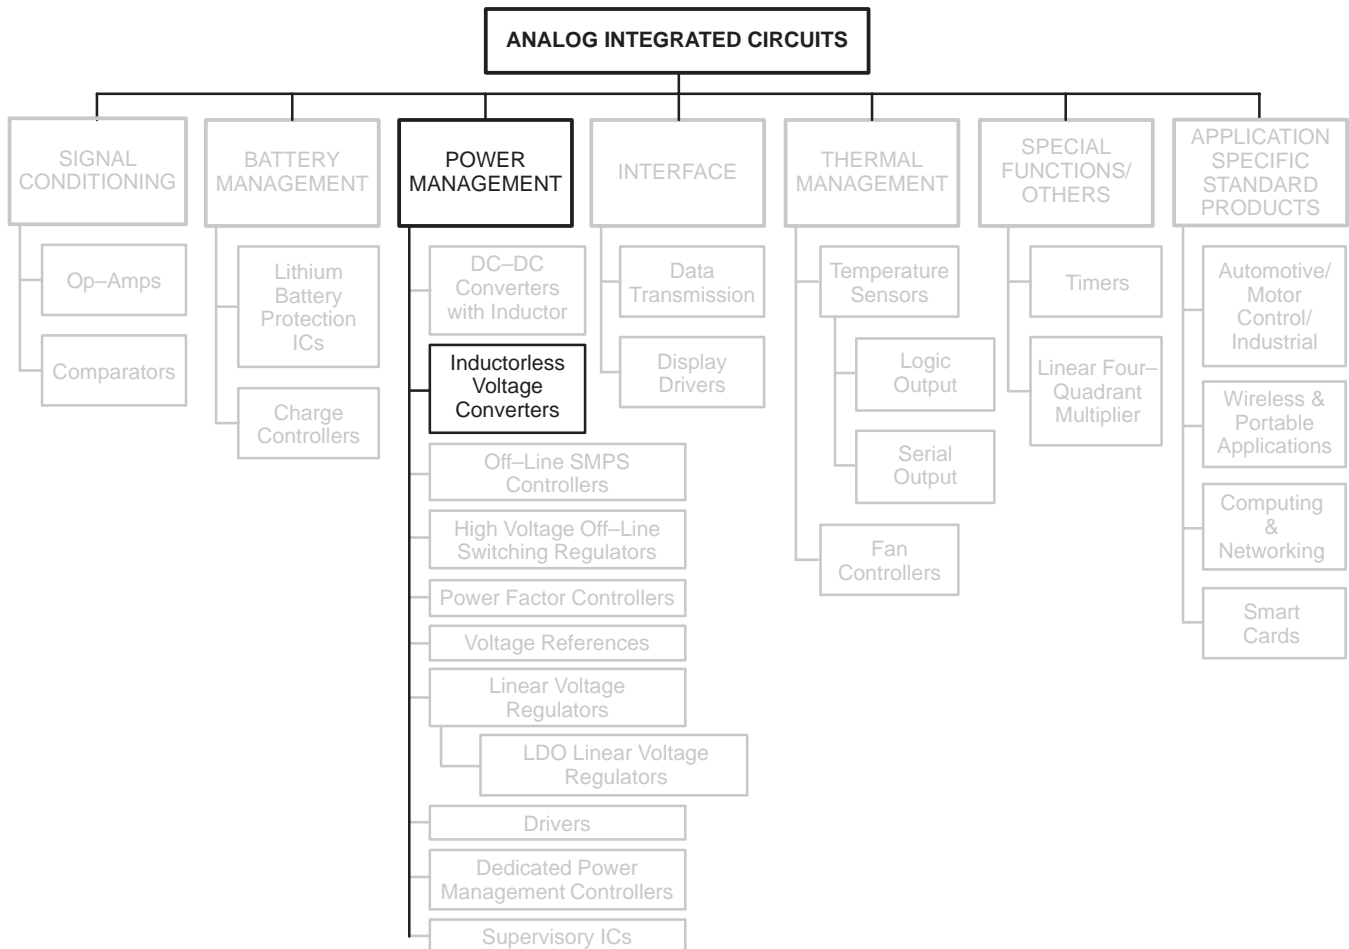 ANALOG INTEGRATED CIRCUITS
SIGNAL
CONDITIONING
Op–Amps
Comparators
BATTERY
MANAGEMENT
Lithium
Battery
Protection
ICs
Charge
Controllers
POWER
MANAGEMENT
DC–DC
Converters
with Inductor
Inductorless
Voltage
Converters
Off–Line SMPS
Controllers
High Voltage Off–Line
Switching Regulators
Power Factor Controllers
Voltage References
Linear Voltage
Regulators
LDO Linear Voltage
Regulators
Drivers
Dedicated Power
Management Controllers
Supervisory ICs
INTERFACE
Data
Transmission
Display
Drivers
THERMAL
MANAGEMENT
Temperature
Sensors
Logic
Output
Serial
Output
Fan
Controllers
SPECIAL
FUNCTIONS/
OTHERS
Timers
Linear Four–
Quadrant
Multiplier
APPLICATION
SPECIFIC
STANDARD
PRODUCTS
Automotive/
Motor
Control/
Industrial
Wireless &
Portable
Applications
Computing
&
Networking
Smart
Cards